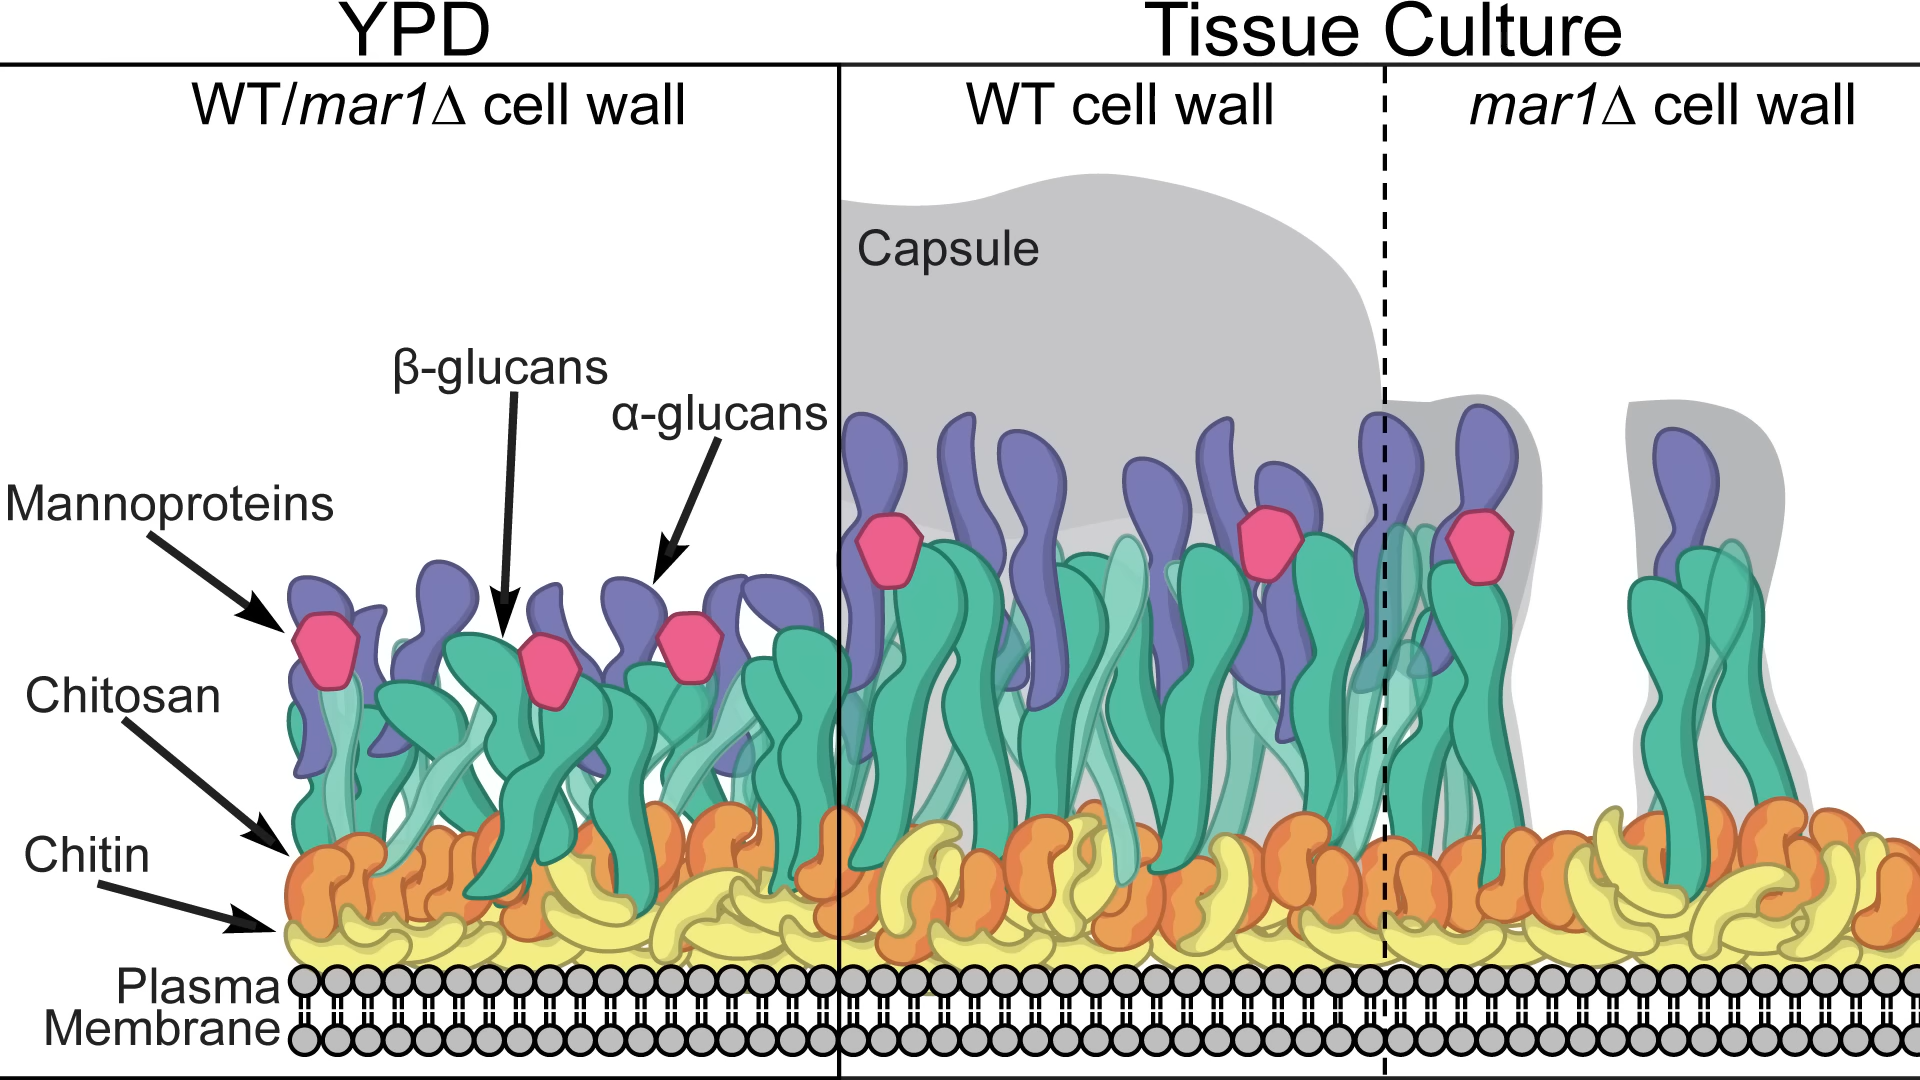 YPD
Tissue Culture
WT/mar1Δ cell wall
WT cell wall
mar1Δ cell wall
Capsule
β-glucans
α-glucans
Mannoproteins
Chitosan
Chitin
Plasma
Membrane